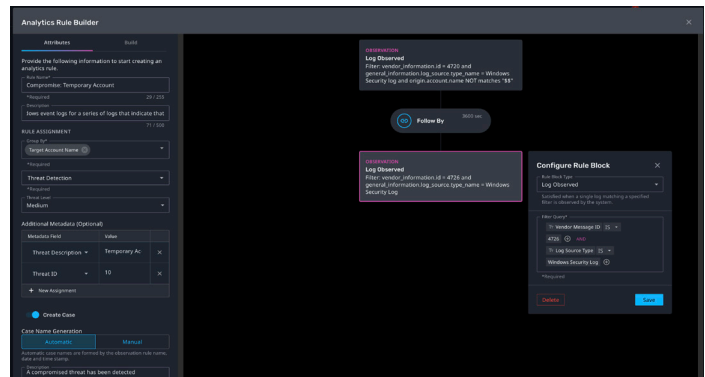 Analytics Rule Builder
Attributes
Build
Provide the following information to start creating an
analytics rule.
Rule Name*
Compromise: Temporary Account
*Required
29 / 255
Description
lows event logs for a series of logs that indicate that
71 / 500
RULE ASSIGNMENT
Group By*
Target Account Name
*Required
Threat Detection
*Required
Threat Level
Medium
Additional Metadata (Optional)
Metadata Field
Value
Threat Description
Temporary Ac
Threat ID
10
+ New Assignment
Create Case
Case Name Generation
Automatic
Manual
Automatic case names are formed by the observation rule name,
date and time stamp.
Description
A compromised threat has been detected
OBSERVATION
Log Observed
Filter: vendor_information.id = 4720 and
general_information.log_source.type_name = Windows
Security log and origin.account.name NOT matches "$$"
Follow By
3600 sec
OBSERVATION
Log Observed
Filter: vendor_information.id = 4726 and
general_information.log_source.type_name = Windows
Security Log
Configure Rule Block
Rule Block Type
Log Observed
Satisfied when a single log matching a specified
filter is observed by the system.
Filter Query*
Vendor Message ID IS
4726 AND
Log Source Type IS
Windows Security Log
*Required
Delete
Save